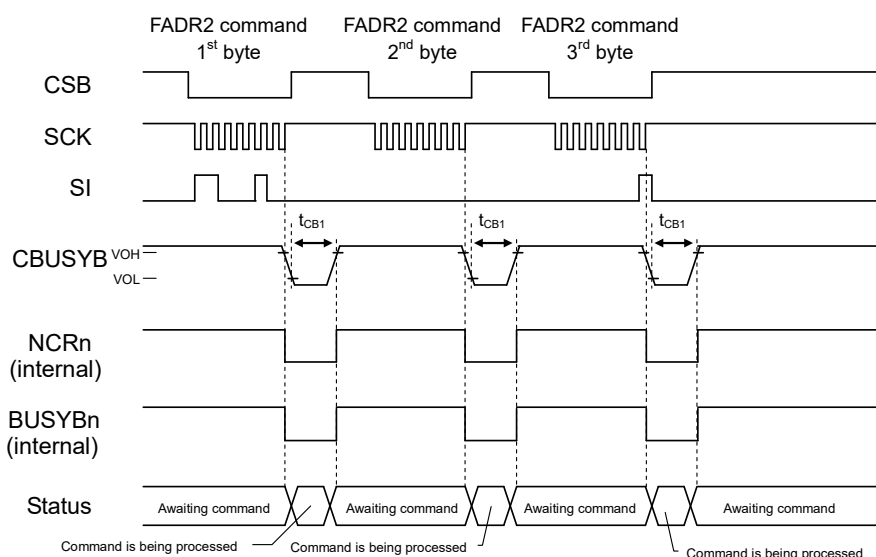 FADR2 command FADR2 command FADR2 command
1st byte 2nd byte 3rd byte
CSB
SCK
SI
tCB1 tCB1 tCB1
CBUSYB VOH
VOL
NCRn
(internal)
BUSYBn
(internal)
Status Awaiting command Awaiting command Awaiting command Awaiting command
Command is being processed Command is being processed Command is being processed